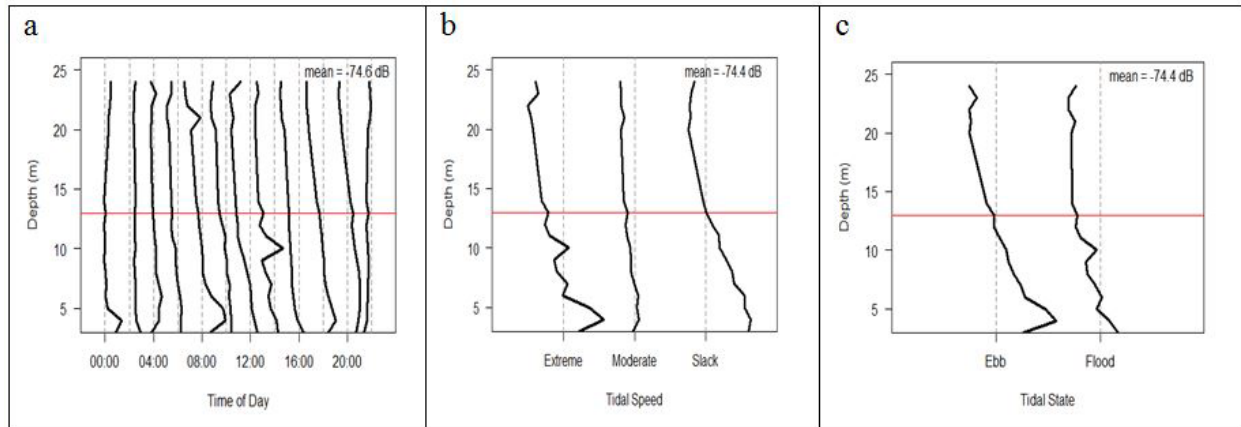 a
mean = -74.6 dB
25
20
15
10
5
Depth (m)
00:00 04:00 08:00 12:00 16:00 20:00
Time of Day
b
mean = -74.4 dB
25
20
15
10
5
Depth (m)
Extreme Moderate Slack
Tidal Speed
c
mean = -74.4 dB
25
20
15
10
5
Depth (m)
Ebb Flood
Tidal State